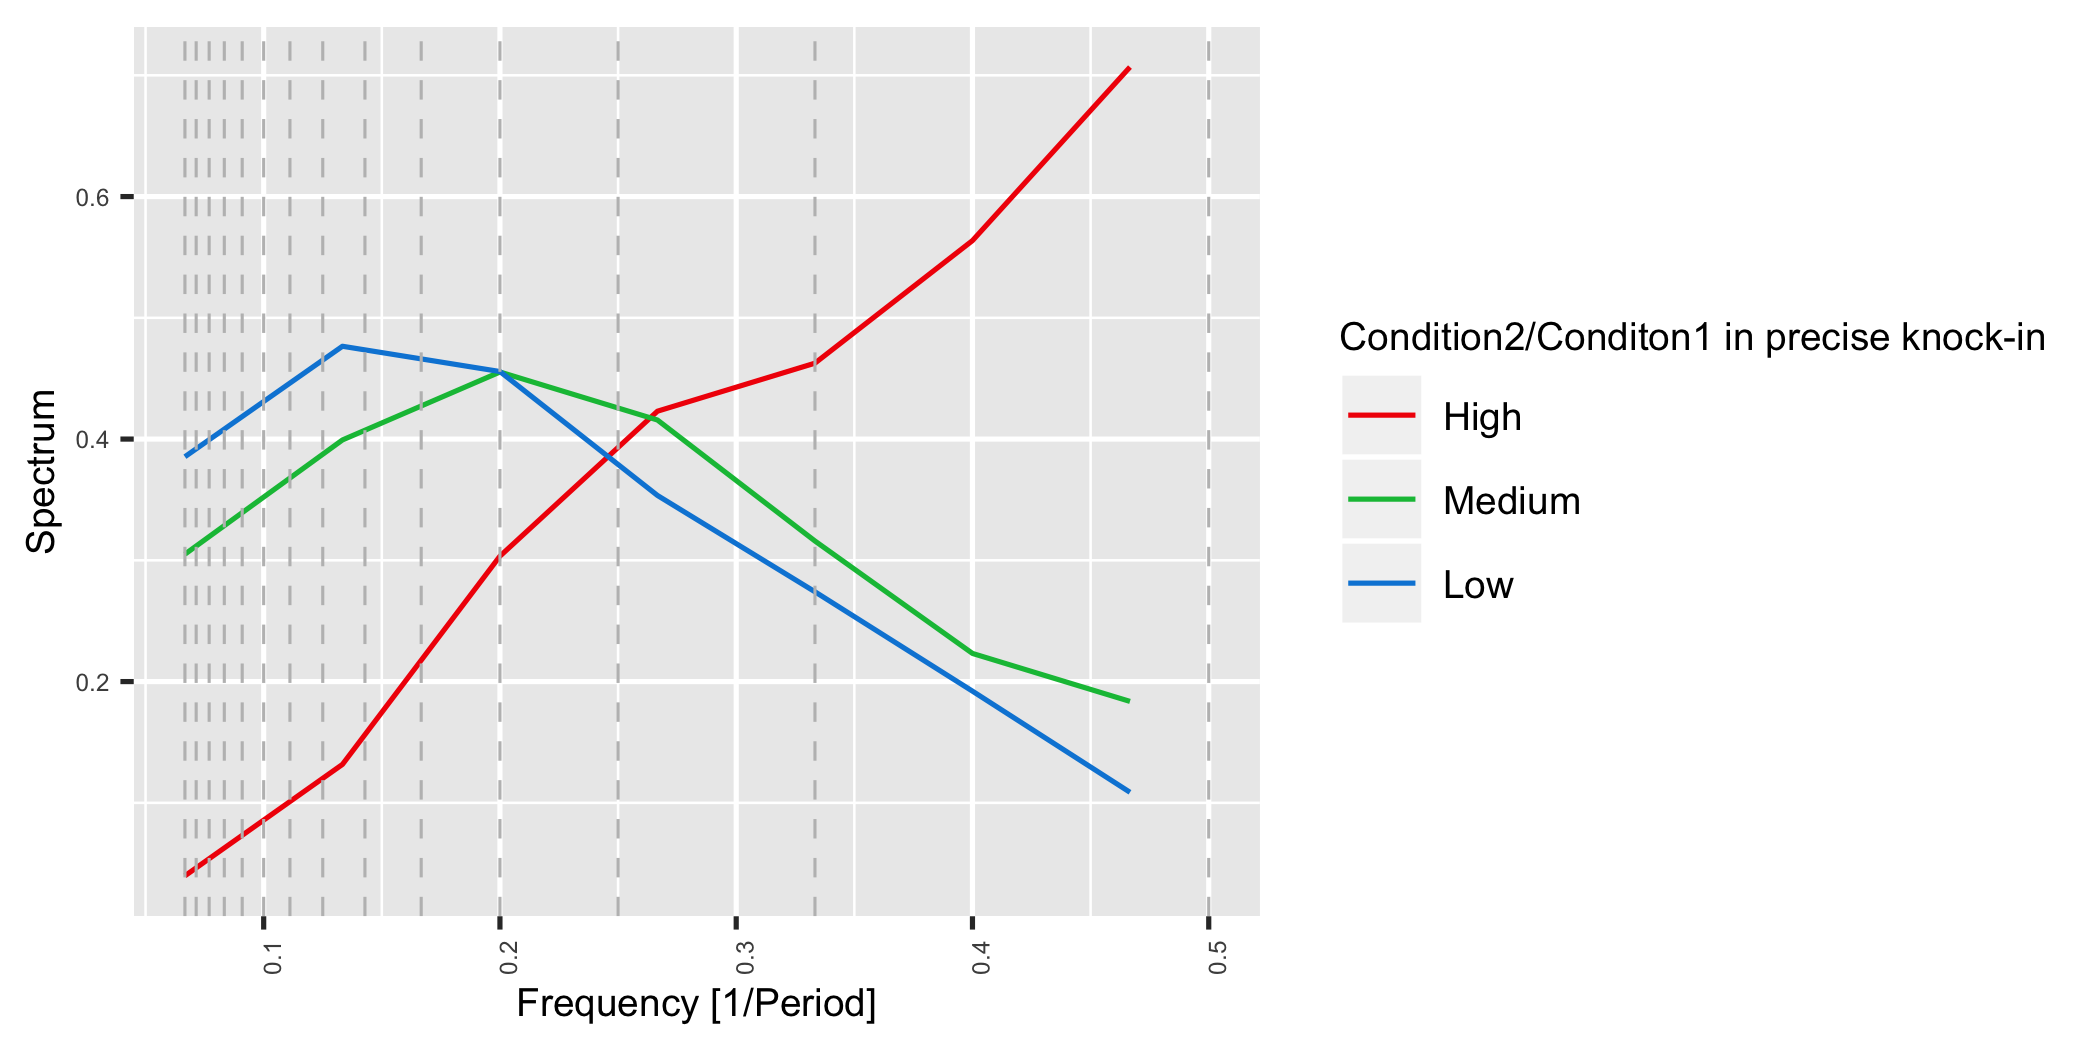 Spectrum
0.6
0.4
0.2
0.1
0.2
0.3
0.4
0.5
Frequency [1/Period]
Condition2/Conditon1 in precise knock-in
High
Medium
Low